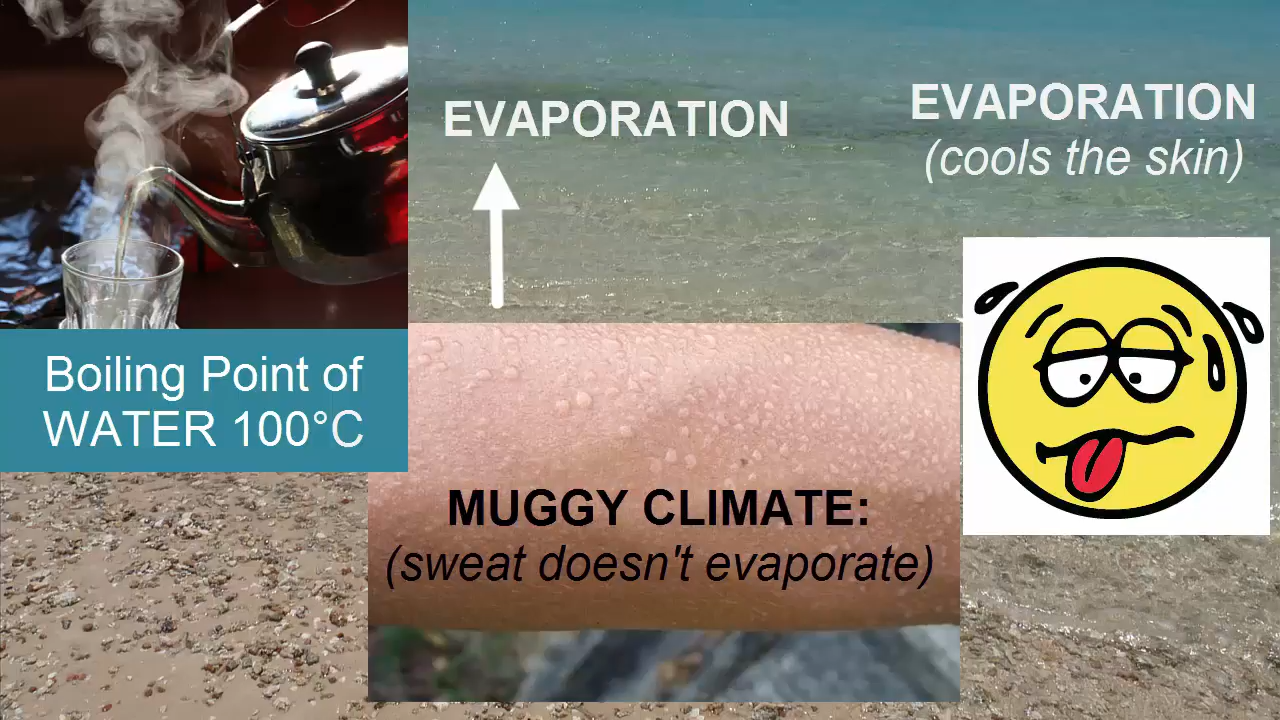 EVAPORATION
EVAPORATION
(cools the skin)
Boiling Point of
WATER 100°C
MUGGY CLIMATE:
(sweat doesn't evaporate)